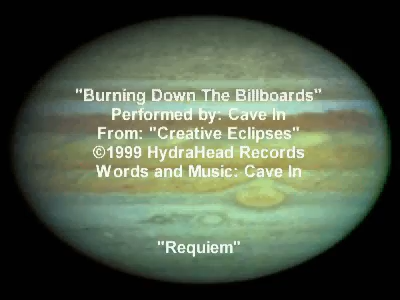 "Burning Down The Billboards"
Performed by: Cave In
From: "Creative Eclipses"
©1999 HydraHead Records
Words and Music: Cave In
"Requiem"